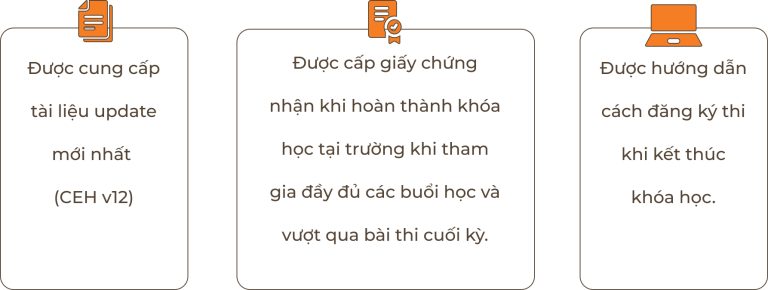 Được cung cấp
tài liệu update
mới nhất
(CEH v12)
Được cấp giấy chứng
nhận khi hoàn thành khóa
học tại trường khi tham
gia đầy đủ các buổi học và
vượt qua bài thi cuối kỳ.
Được hướng dẫn
cách đăng ký thi
khi kết thúc
khóa học.